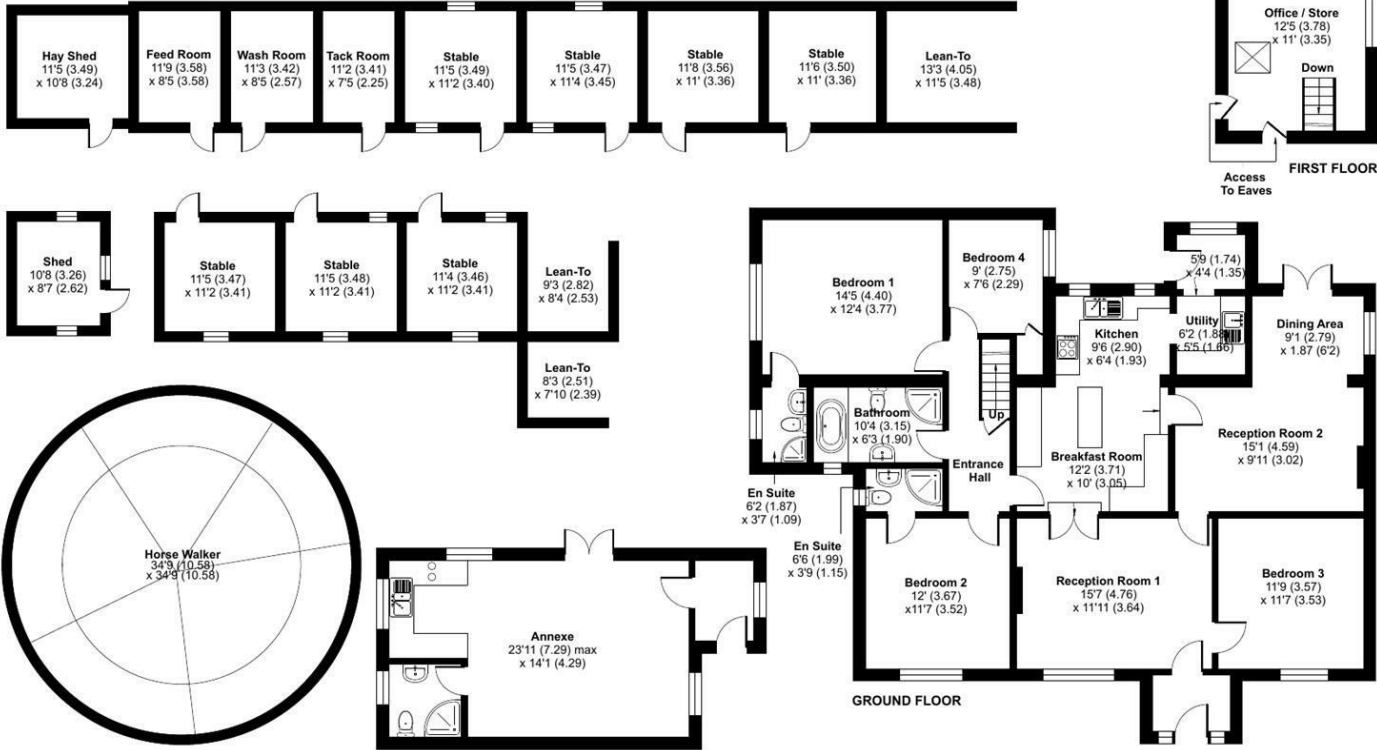 Hay Shed
11'5 (3.49)
x 10'8 (3.24)
Feed Room
11'9 (3.58)
x 8'5 (3.58)
Wash Room
11'3 (3.42)
x 8'5 (2.57)
Tack Room
11'2 (3.41)
x 7'5 (2.25)
Stable
11'5 (3.49)
x 11'2 (3.40)
Stable
11'5 (3.47)
x 11'4 (3.45)
Stable
11'8 (3.56)
x 11' (3.36)
Stable
11'6 (3.50)
x 11' (3.36)
Lean-To
13'3 (4.05)
x 11'5 (3.48)
Office / Store
12'5 (3.78)
x 11' (3.35)
Down
Access
To Eaves
FIRST FLOOR
Shed
10'8 (3.26)
x 8'7 (2.62)
Stable
11'5 (3.47)
x 11'2 (3.41)
Stable
11'5 (3.48)
x 11'2 (3.41)
Stable
11'4 (3.46)
x 11'2 (3.41)
Lean-To
9'3 (2.82)
x 8'4 (2.53)
Lean-To
8'3 (2.51)
x 7'10 (2.39)
Bedroom 1
14'5 (4.40)
x 12'4 (3.77)
Bedroom 4
9' (2.75)
x 7'6 (2.29)
5'9 (1.74)
x 4'4 (1.35)
Kitchen
9'6 (2.90)
x 6'4 (1.93)
Utility
6'2 (1.88)
x 5'5 (1.66)
Dining Area
9'1 (2.79)
x 1.87 (6'2)
Up
Bathroom
10'4 (3.15)
x 6'3 (1.90)
Entrance
Hall
Breakfast Room
12'2 (3.71)
x 10' (3.05)
Reception Room 2
15'1 (4.59)
x 9'11 (3.02)
En Suite
6'2 (1.87)
x 3'7 (1.09)
En Suite
6'6 (1.99)
x 3'9 (1.15)
Horse Walker
34'9 (10.58)
x 34'9 (10.58)
Annexe
23'11 (7.29) max
x 14'1 (4.29)
Bedroom 2
12' (3.67)
x11'7 (3.52)
Reception Room 1
15'7 (4.76)
x 11'11 (3.64)
Bedroom 3
11'9 (3.57)
x 11'7 (3.53)
GROUND FLOOR